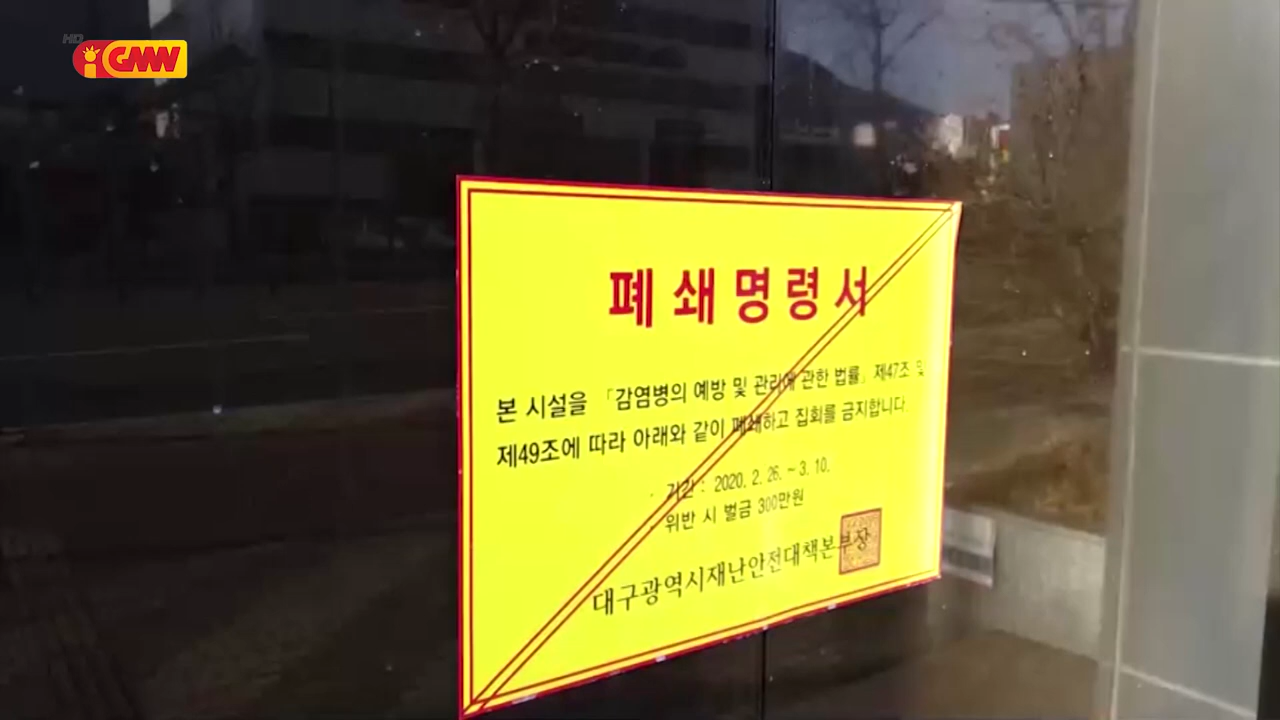 HD
iGMW
폐쇄명령서
본 시설을 「감염병의 예방 및 관리에 관한 법률」 제47조 및
제49조에 따라 아래와 같이 폐쇄하고 집회를 금지합니다.
· 기간 : 2020. 2. 26. ~ 3. 10.
· 위반 시 벌금 300만원
대구광역시재난안전대책본부장